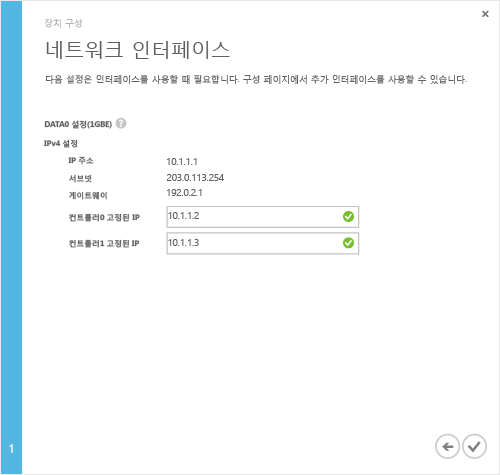 장치 구성
네트워크 인터페이스
다음 설정은 인터페이스를 사용할 때 필요합니다. 구성 페이지에서 추가 인터페이스를 사용할 수 있습니다.
DATA0 설정(1GBE) ?
IPv4 설정
IP 주소 10.1.1.1
서브넷 203.0.113.254
게이트웨이 192.0.2.1
컨트롤러0 고정된 IP 10.1.1.2
컨트롤러1 고정된 IP 10.1.1.3
1